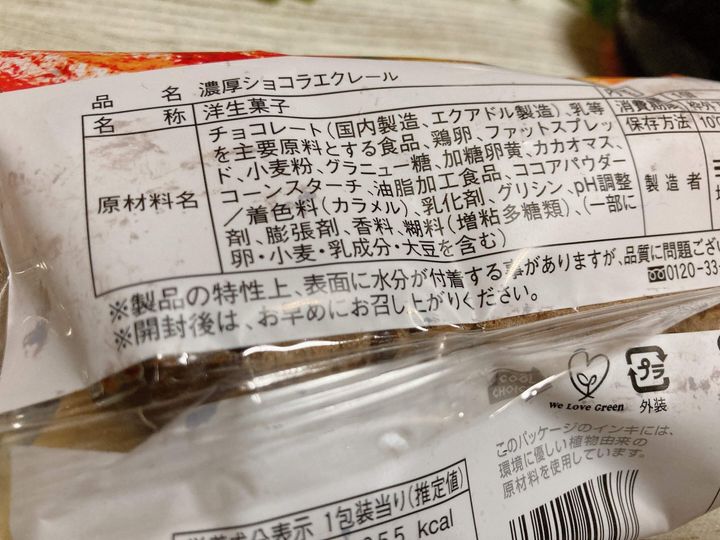 品名 濃厚ショコラエクレール
名称 洋生菓子
原材料名
チョコレート(国内製造、エクアドル製造)、乳等
を主要原料とする食品、鶏卵、ファットスプレッ
ド、小麦粉、グラニュー糖、加糖卵黄、カカオマス、
コーンスターチ、油脂加工食品、ココアパウダー
/着色料(カラメル)、乳化剤、グリシン、pH調整
剤、膨張剤、香料、糊料(増粘多糖類)、(一部に
卵・小麦・乳成分・大豆を含む)
消費期限 枠外
保存方法 10℃
製造者
※製品の特性上、表面に水分が付着する事がありますが、品質に問題ござ
※開封後は、お早めにお召し上がりください。
0120-33
COOL
CHOICE
We Love Green
プラ
外装
このパッケージのインキには、
環境に優しい植物由来の
原材料を使用しています。
栄養成分表示 1包装当り(推定値)
kcal